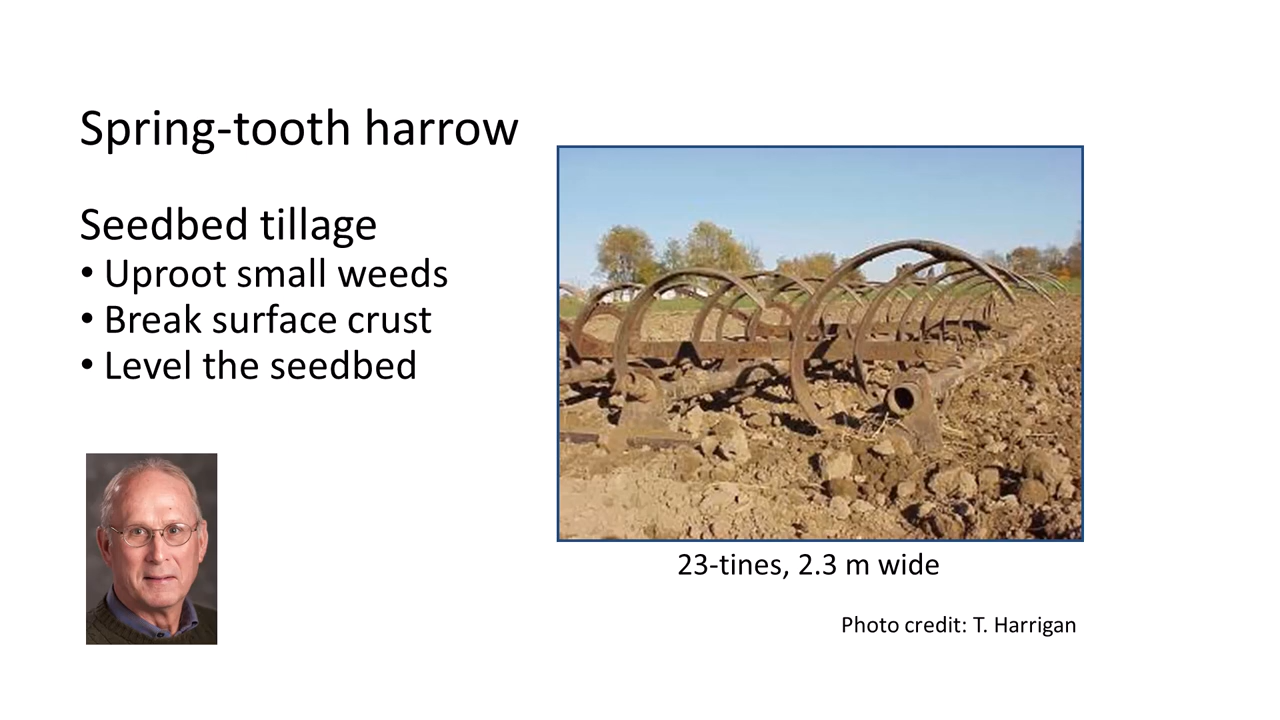 Spring-tooth harrow
Seedbed tillage
• Uproot small weeds
• Break surface crust
• Level the seedbed
23-tines, 2.3 m wide
Photo credit: T. Harrigan